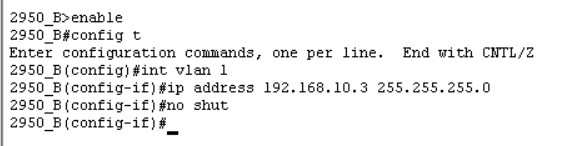 2950_B>enable
2950_B#config t
Enter configuration commands, one per line.  End with CNTL/Z
2950_B(config)#int vlan 1
2950_B(config-if)#ip address 192.168.10.3 255.255.255.0
2950_B(config-if)#no shut
2950_B(config-if)#